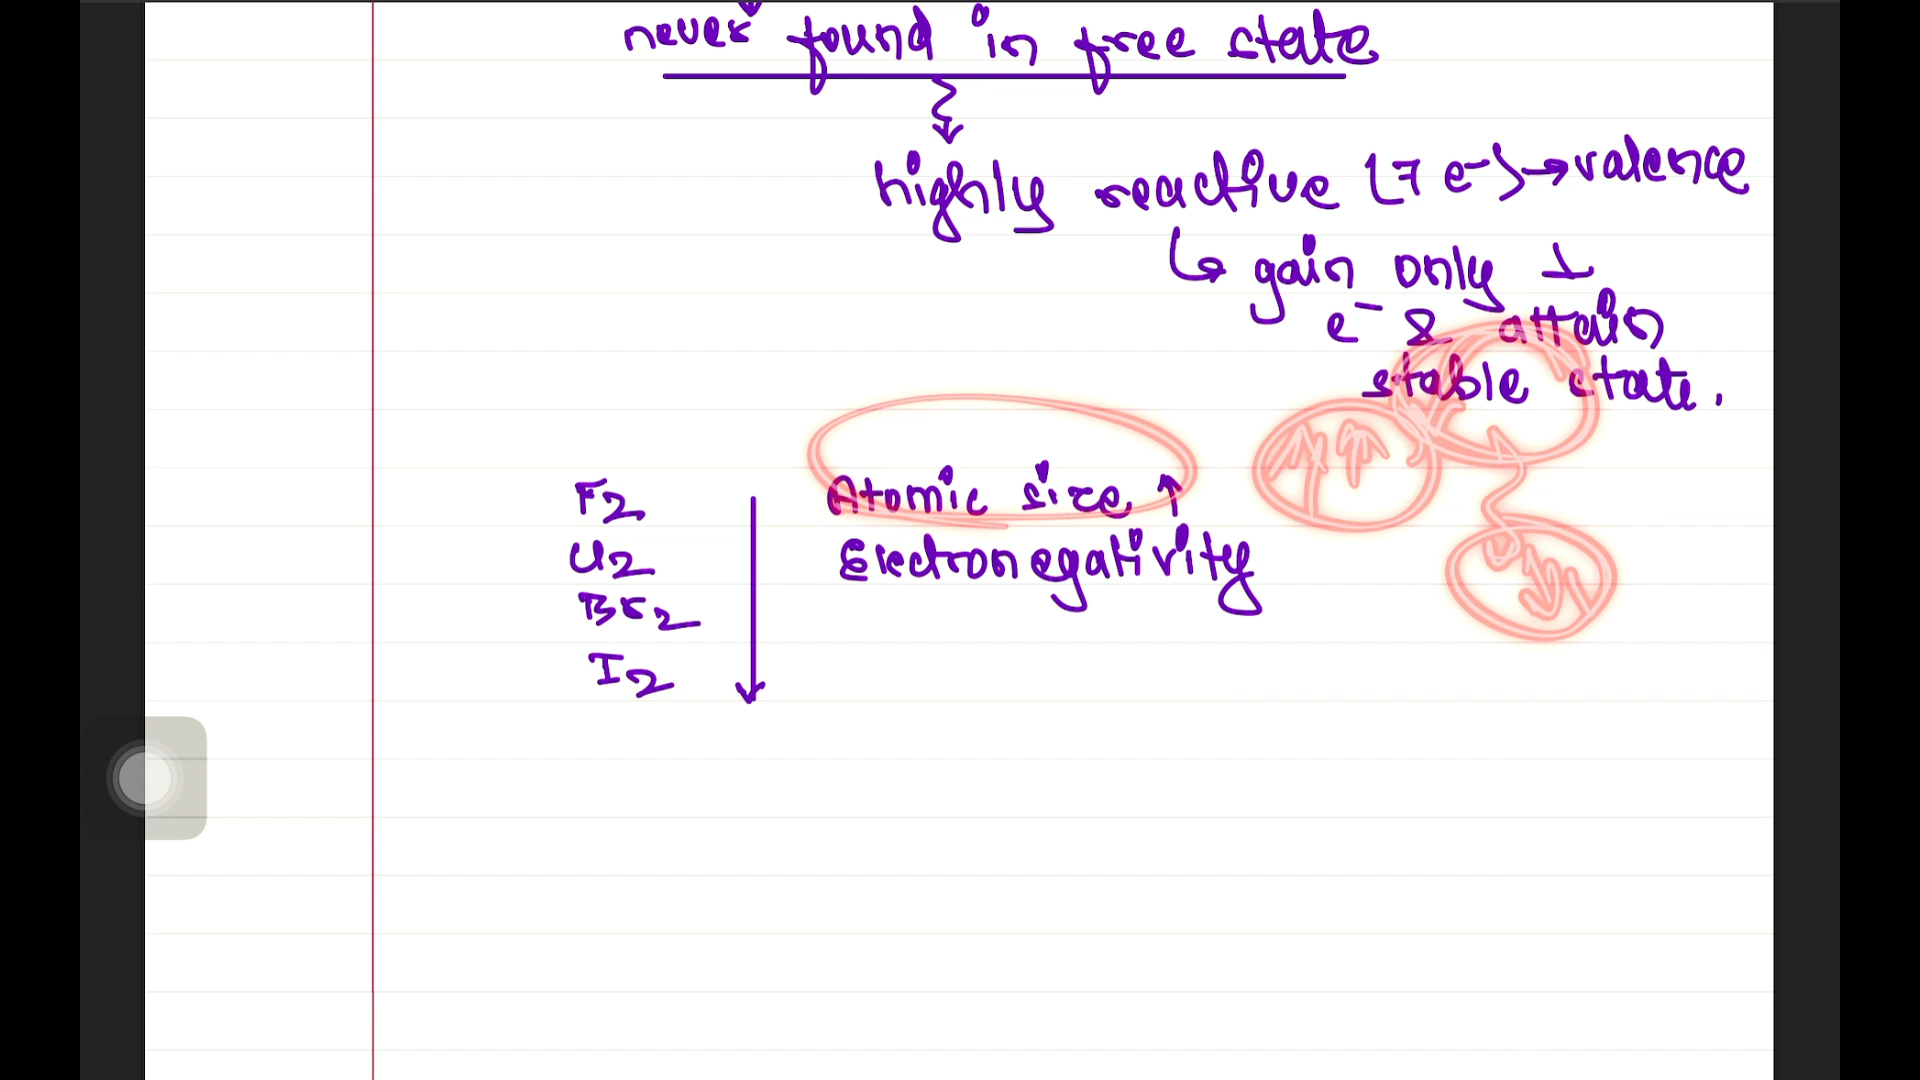 never found in free state
highly reactive (7 e⁻) → valence
↳ gain only 1
e⁻ & attain
stable state.
F2 Atomic size ↑
Cl2 Electronegativity
Br2
I2